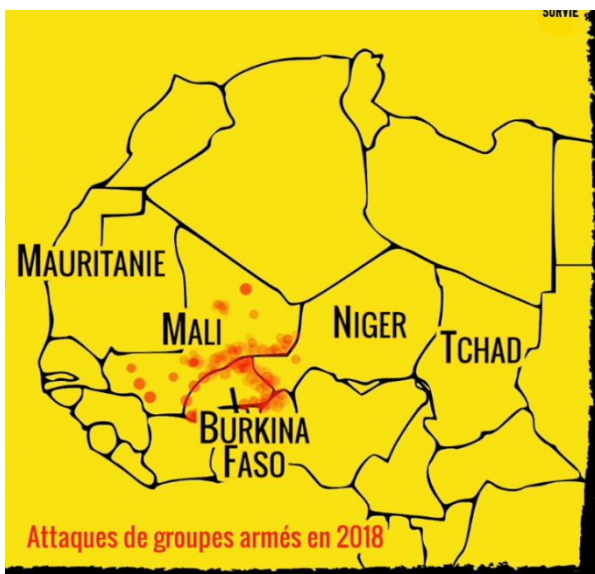 SURVIE
MAURITANIE
MALI
NIGER
TCHAD
BURKINA
FASO
Attaques de groupes armés en 2018